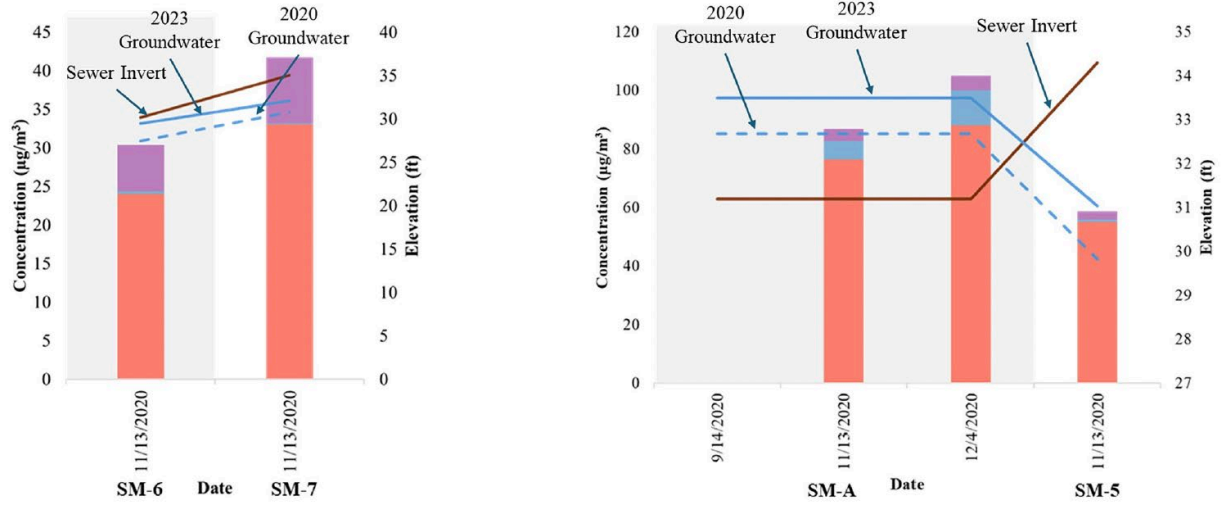 2023
Groundwater
2020
Groundwater
Sewer Invert
Concentration (µg/m³)
45
40
35
30
25
20
15
10
5
0
40
35
30
25
20
15
10
5
0
Elevation (ft)
11/13/2020
11/13/2020
SM-6
Date
SM-7
2020
Groundwater
2023
Groundwater
Sewer Invert
Concentration (µg/m³)
120
100
80
60
40
20
0
35
34
33
32
31
30
29
28
27
Elevation (ft)
9/14/2020
11/13/2020
12/4/2020
11/13/2020
SM-A
Date
SM-5